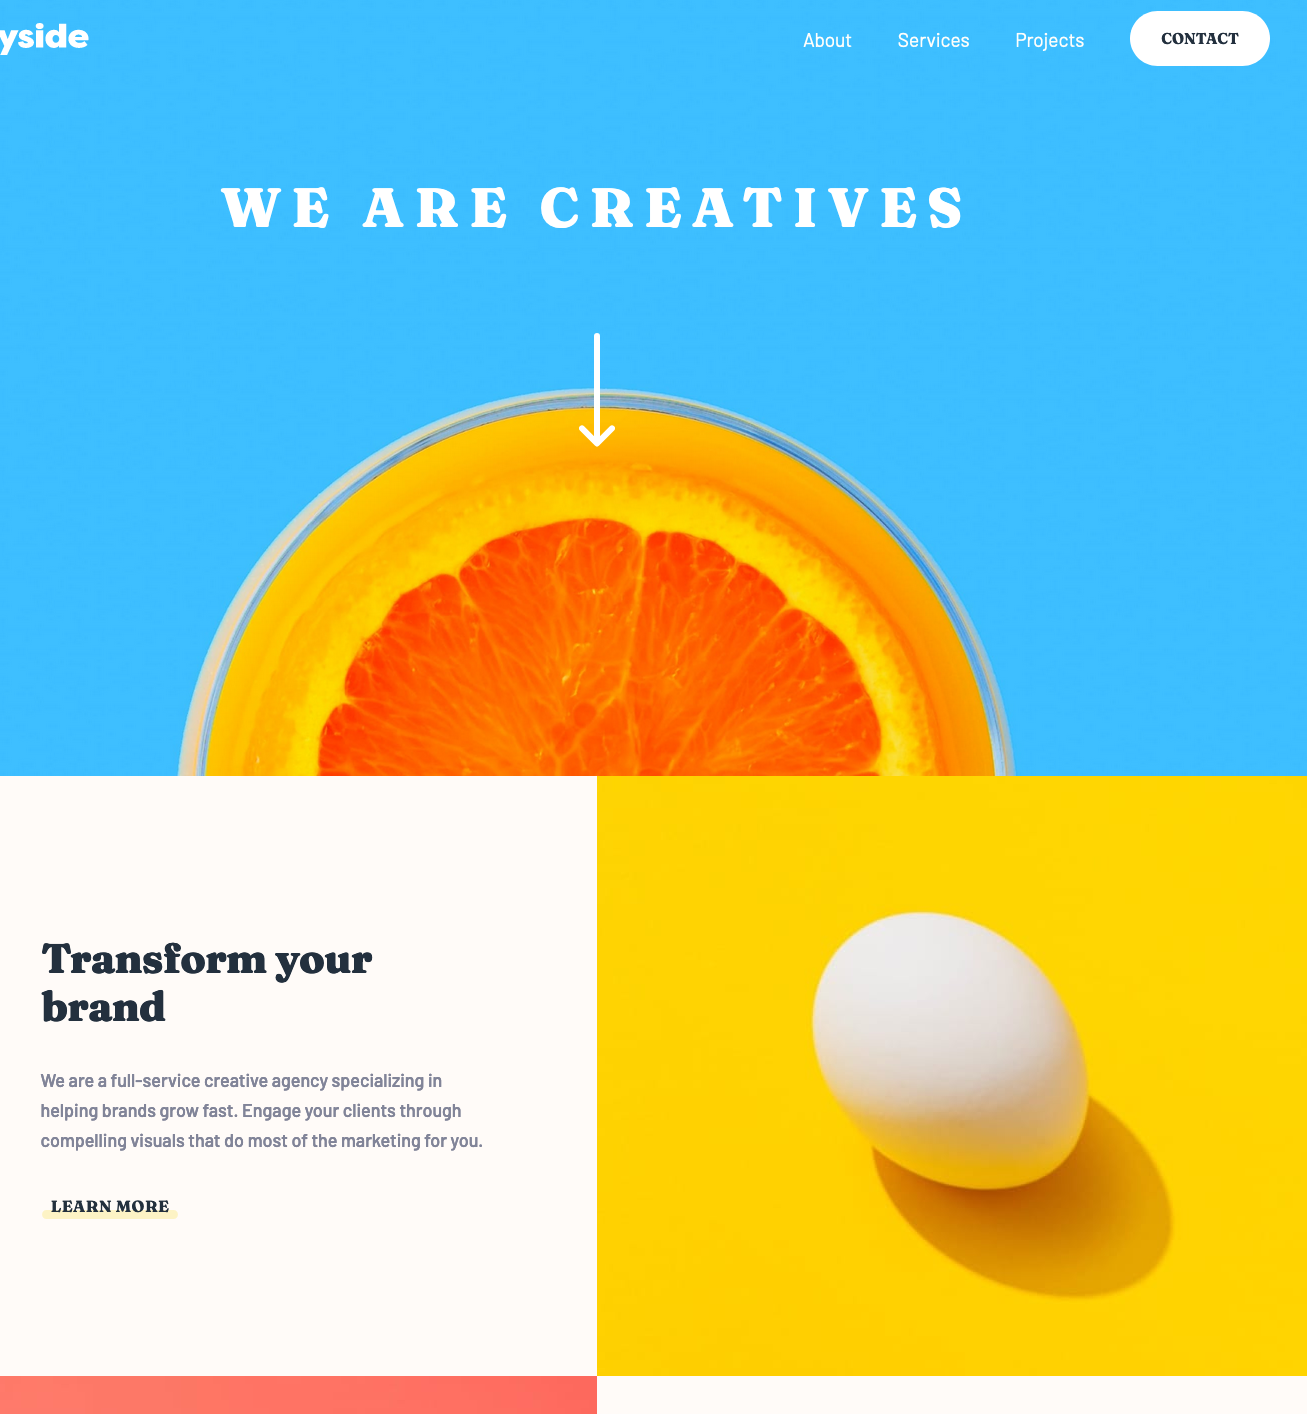 yside
About Services Projects CONTACT
WE ARE CREATIVES
Transform your
brand
We are a full-service creative agency specializing in
helping brands grow fast. Engage your clients through
compelling visuals that do most of the marketing for you.
LEARN MORE